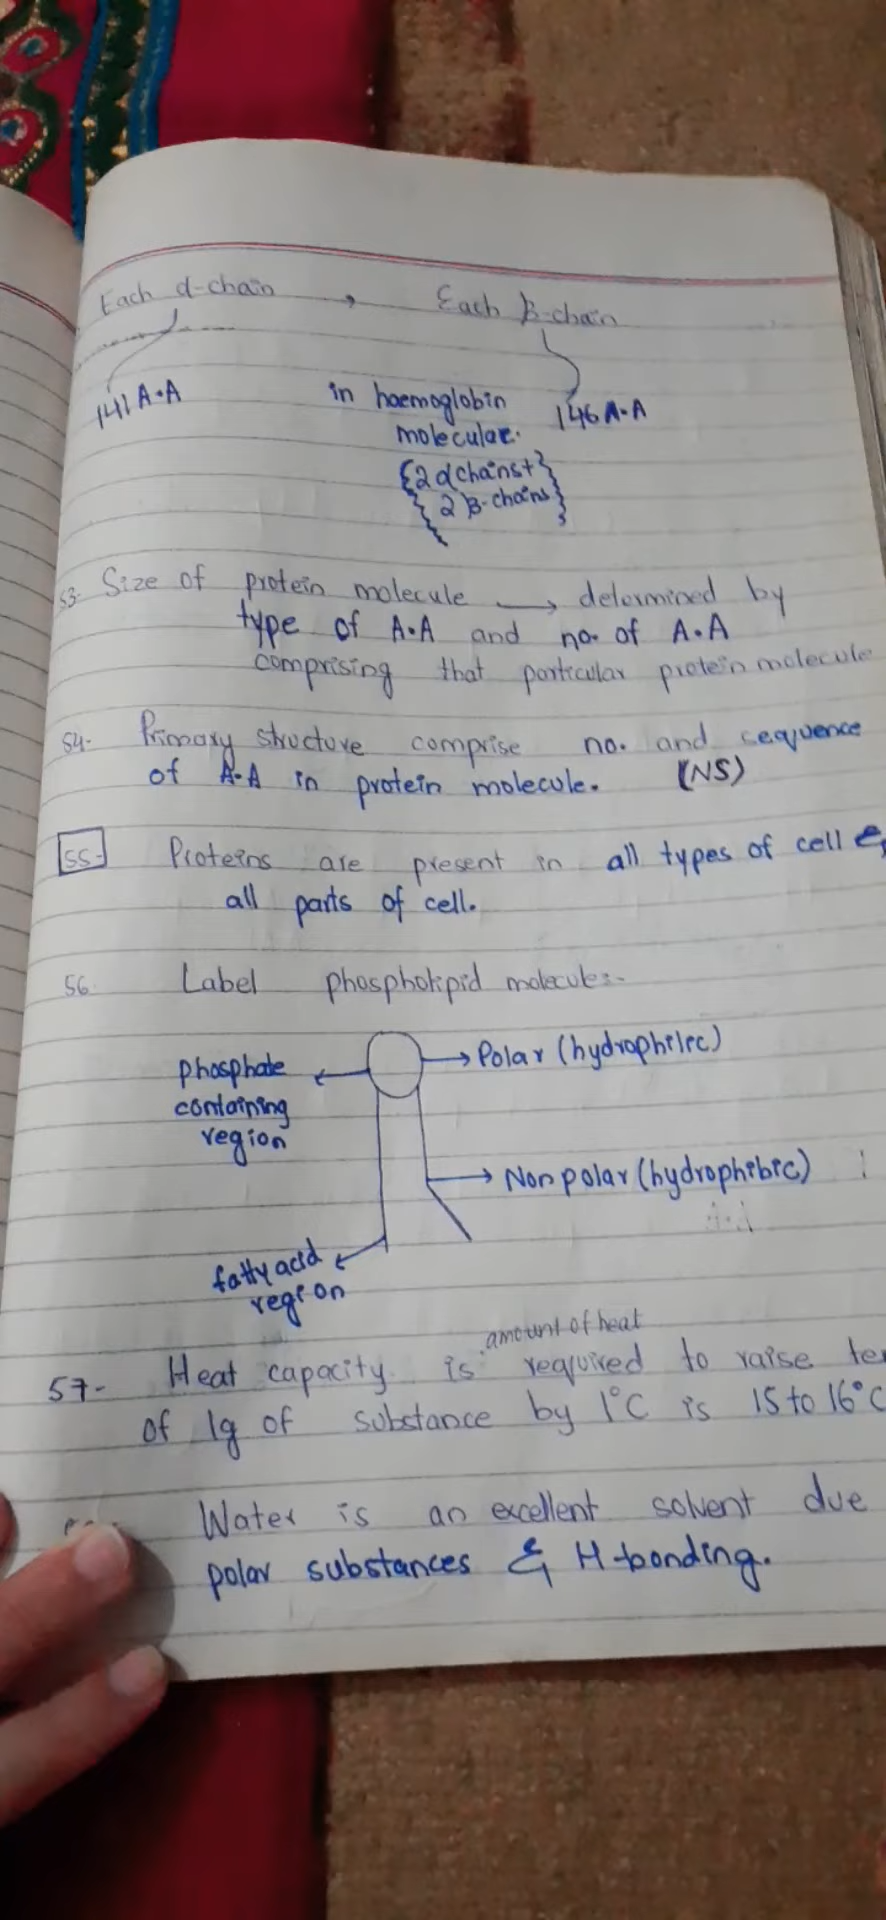 Each α-chain → Each β-chain
141 A.A
in haemoglobin
146 A.A
moleculae.
{2 α chains +}
{2 β-chains}
53- Size of protein molecule → determined by
type of A.A and no. of A.A
comprising that particular protein molecule
54- Primary structure comprise no. and sequence
of A.A in protein molecule. (NS)
55- Proteins are present in all types of cell &
all parts of cell.
56 Label phospholipid molecule:-
→ Polar (hydrophilic)
phosphate
containing
region
→ Non polar (hydrophibic)
fatty acid
region
amount of heat
57- Heat capacity is required to raise te
of 1g of substance by 1°C is 15 to 16°C
Water is an excellent solvent due
polar substances & H-bonding.